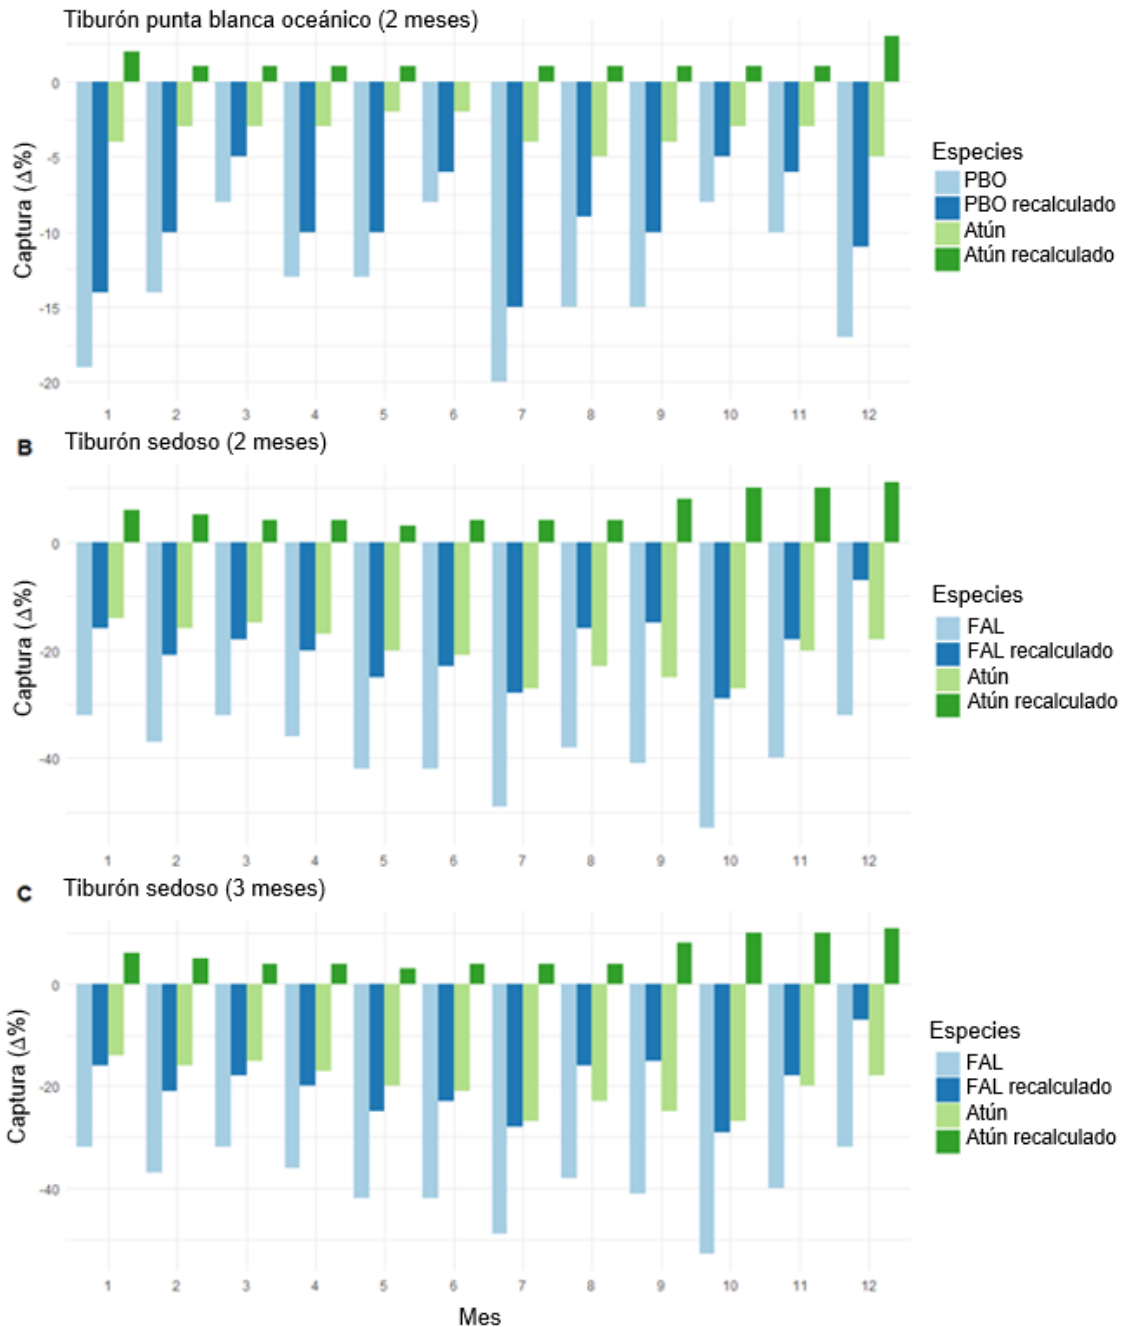 Tiburón punta blanca oceánico (2 meses)
Captura (Δ%)
0
-5
-10
-15
-20
1 2 3 4 5 6 7 8 9 10 11 12
Especies
PBO
PBO recalculado
Atún
Atún recalculado
B Tiburón sedoso (2 meses)
Captura (Δ%)
0
-20
-40
1 2 3 4 5 6 7 8 9 10 11 12
Especies
FAL
FAL recalculado
Atún
Atún recalculado
C Tiburón sedoso (3 meses)
Captura (Δ%)
0
-20
-40
1 2 3 4 5 6 7 8 9 10 11 12
Mes
Especies
FAL
FAL recalculado
Atún
Atún recalculado